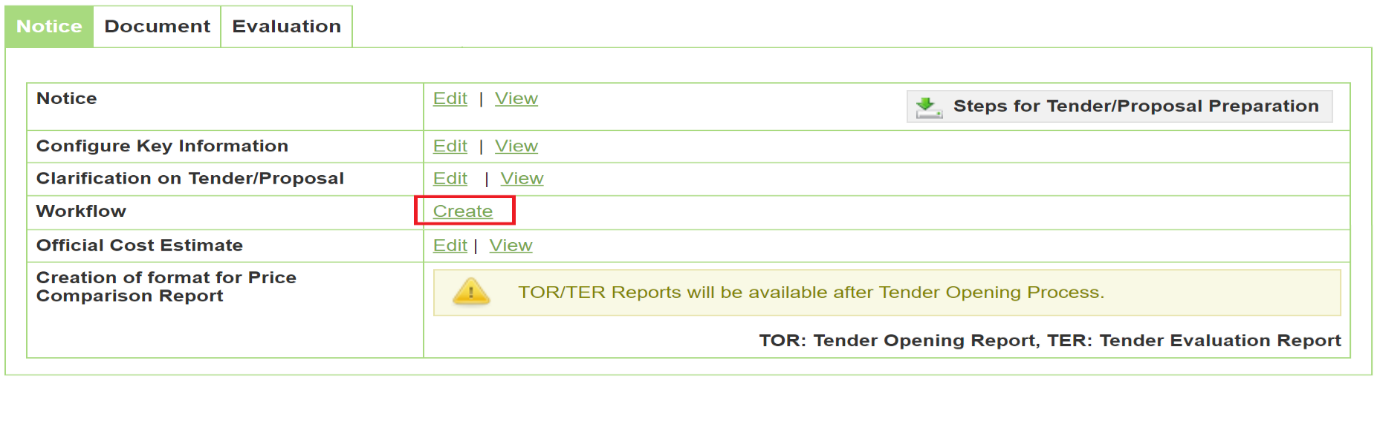 Notice Document Evaluation
Notice Edit | View Steps for Tender/Proposal Preparation
Configure Key Information Edit | View
Clarification on Tender/Proposal Edit | View
Workflow Create
Official Cost Estimate Edit | View
Creation of format for Price
Comparison Report
TOR/TER Reports will be available after Tender Opening Process.
TOR: Tender Opening Report, TER: Tender Evaluation Report